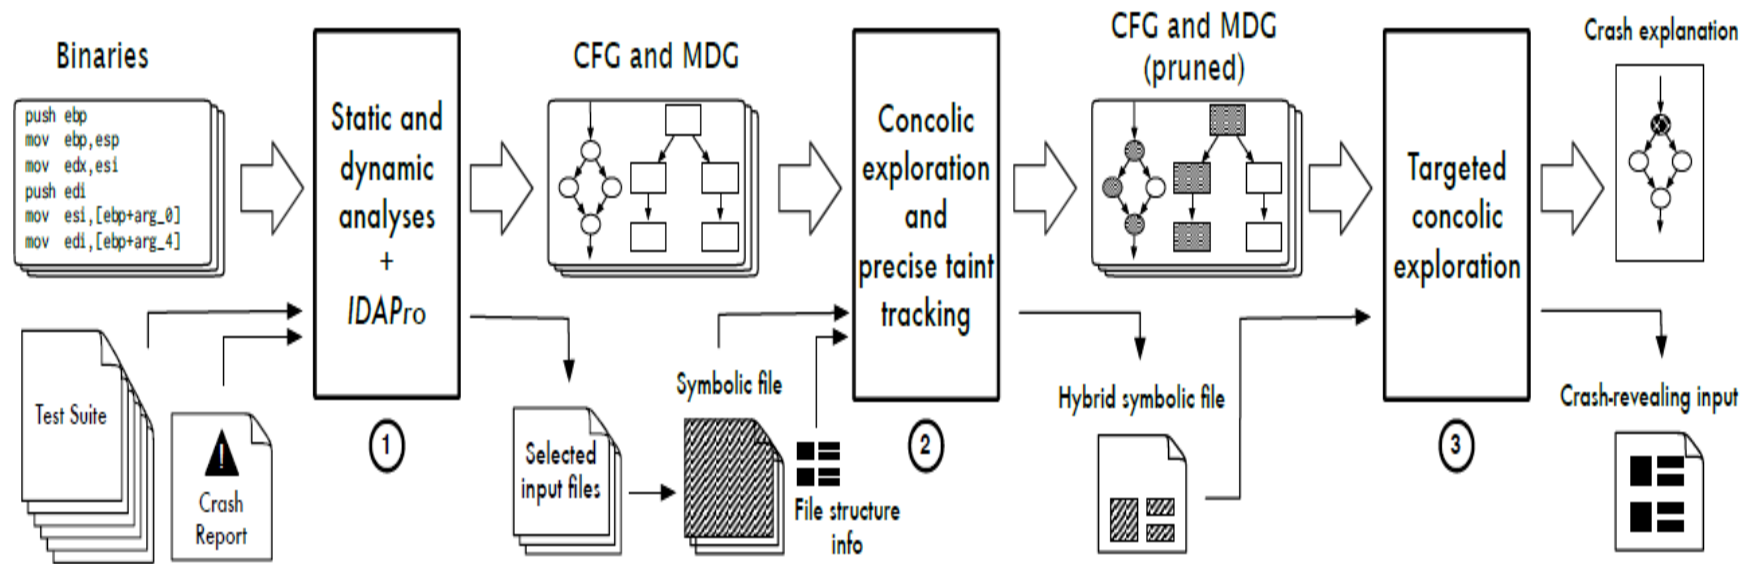 Binaries
push ebp
mov ebp,esp
mov edx,esi
push edi
mov esi,[ebp+arg_0]
mov edi,[ebp+arg_4]
Test Suite
!
Crash
Report
Static and
dynamic
analyses
+
IDAPro
1
CFG and MDG
Selected
input files
Symbolic file
File structure
info
Concolic
exploration
and
precise taint
tracking
2
CFG and MDG
(pruned)
Hybrid symbolic file
Targeted
concolic
exploration
3
Crash explanation
X
Crash-revealing input